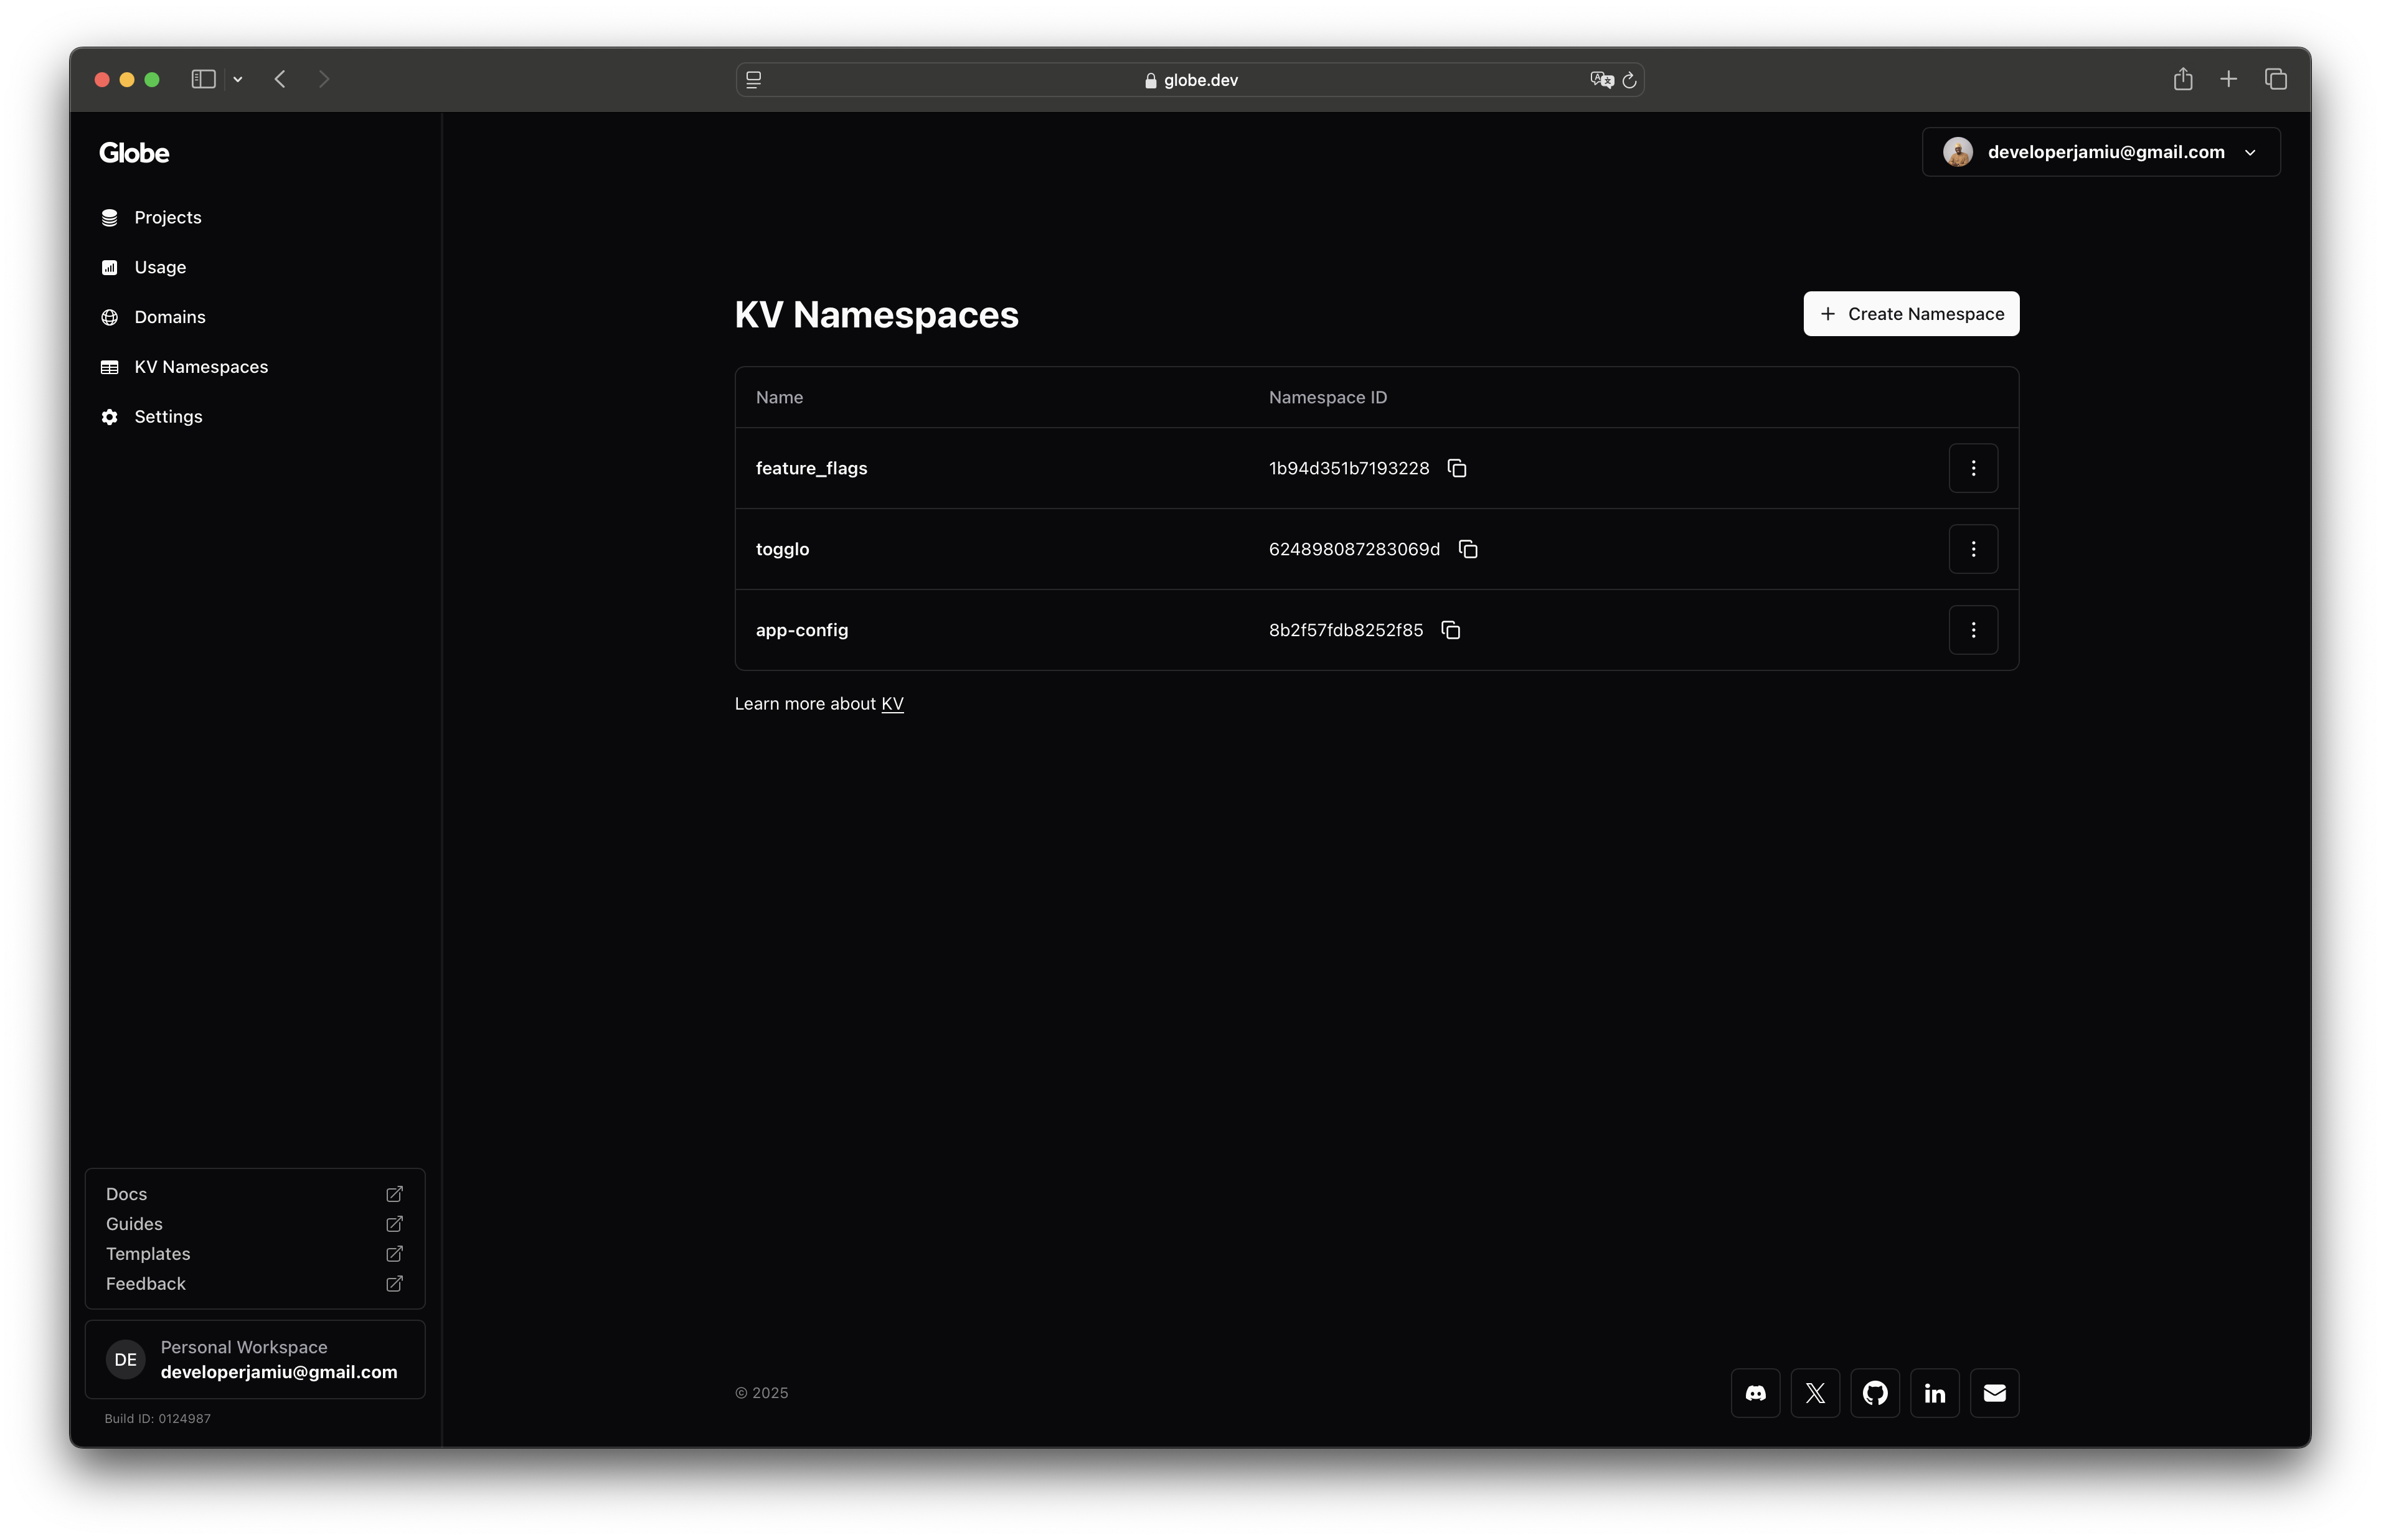 globe.dev
Globe
developerjamiu@gmail.com
Projects
Usage
Domains
KV Namespaces
Settings
KV Namespaces
Create Namespace
Name Namespace ID
feature_flags 1b94d351b7193228
togglo 624898087283069d
app-config 8b2f57fdb8252f85
Learn more about KV
Docs
Guides
Templates
Feedback
DE
Personal Workspace
developerjamiu@gmail.com
Build ID: 0124987
© 2025